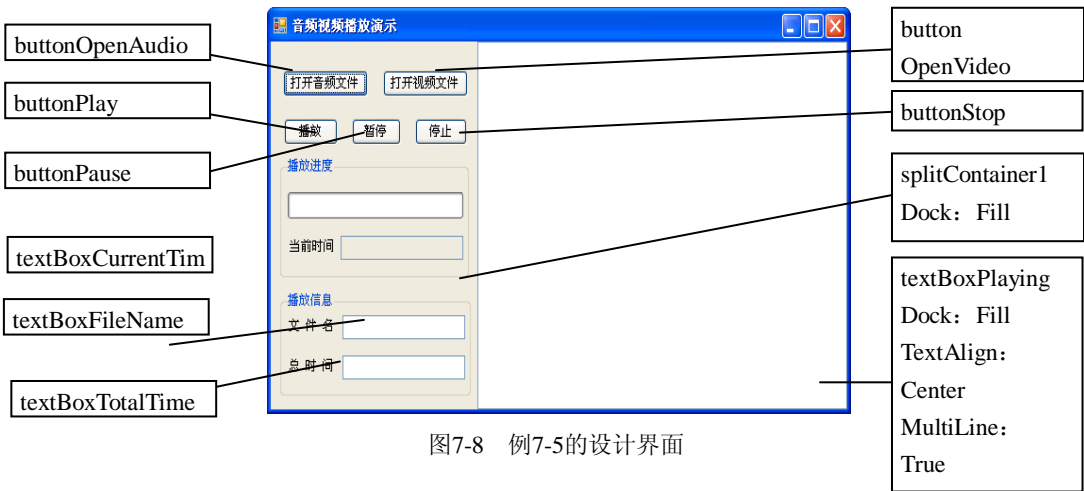 buttonOpenAudio
buttonPlay
buttonPause
textBoxCurrentTim
textBoxFileName
textBoxTotalTime
音频视频播放演示
打开音频文件 打开视频文件
播放 暂停 停止
播放进度
当前时间
播放信息
文件名
总时间
button
OpenVideo
buttonStop
splitContainer1
Dock：Fill
textBoxPlaying
Dock：Fill
TextAlign：
Center
MultiLine：
True
图7-8 例7-5的设计界面